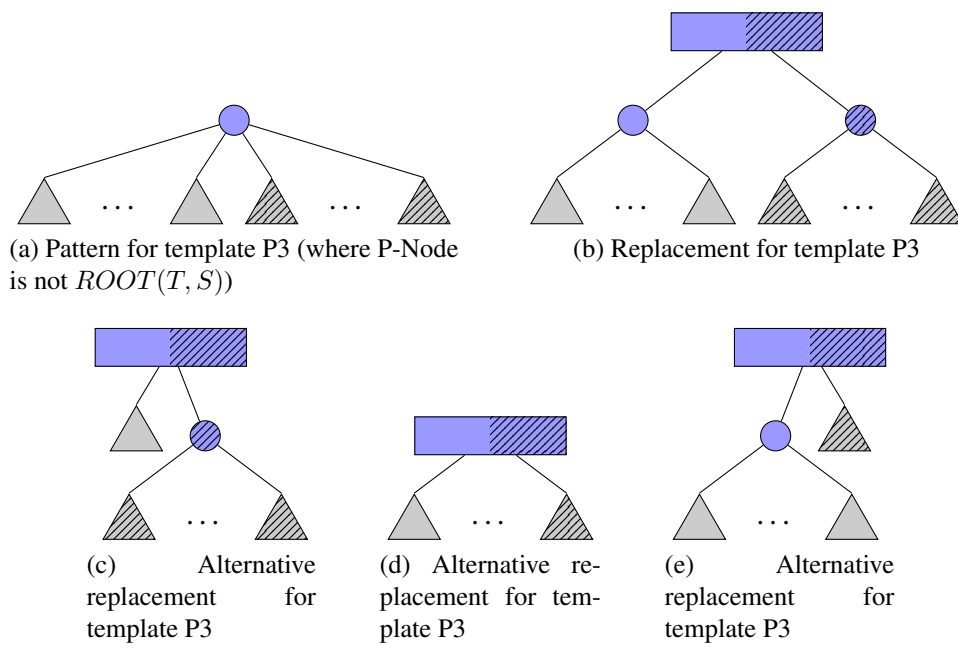 (a) Pattern for template P3 (where P-Node
is not ROOT(T, S))
(b) Replacement for template P3
(c) Alternative
replacement for
template P3
(d) Alternative re-
placement for tem-
plate P3
(e) Alternative
replacement for
template P3